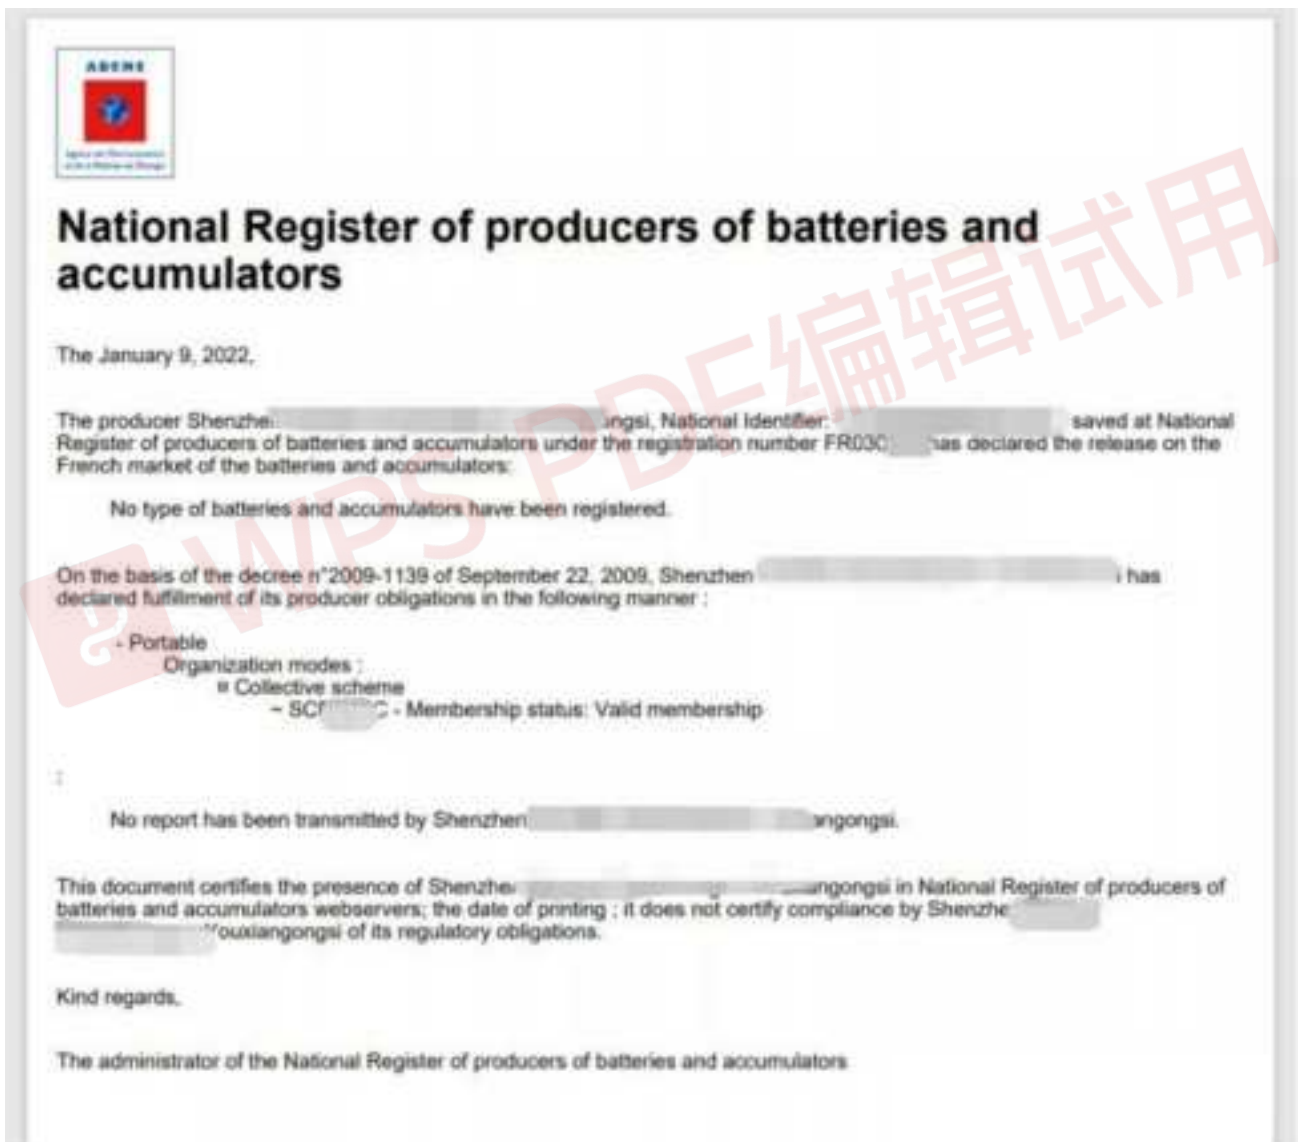 ADEME
National Register of producers of batteries and
accumulators
The January 9, 2022,
The producer Shenzhe ngsi, National Identifier: saved at National
Register of producers of batteries and accumulators under the registration number FR030 has declared the release on the
French market of the batteries and accumulators:
No type of batteries and accumulators have been registered.
On the basis of the decree n°2009-1139 of September 22, 2009, Shenzhen i has
declared fulfillment of its producer obligations in the following manner :
- Portable
Organization modes :
¤ Collective scheme
~ SC C - Membership status: Valid membership
:
No report has been transmitted by Shenzhen angongsi.
This document certifies the presence of Shenzhe angongsi in National Register of producers of
batteries and accumulators webservers; the date of printing ; it does not certify compliance by Shenzhe
Youxiangongsi of its regulatory obligations.
Kind regards,
The administrator of the National Register of producers of batteries and accumulators
WPS PDF编辑试用